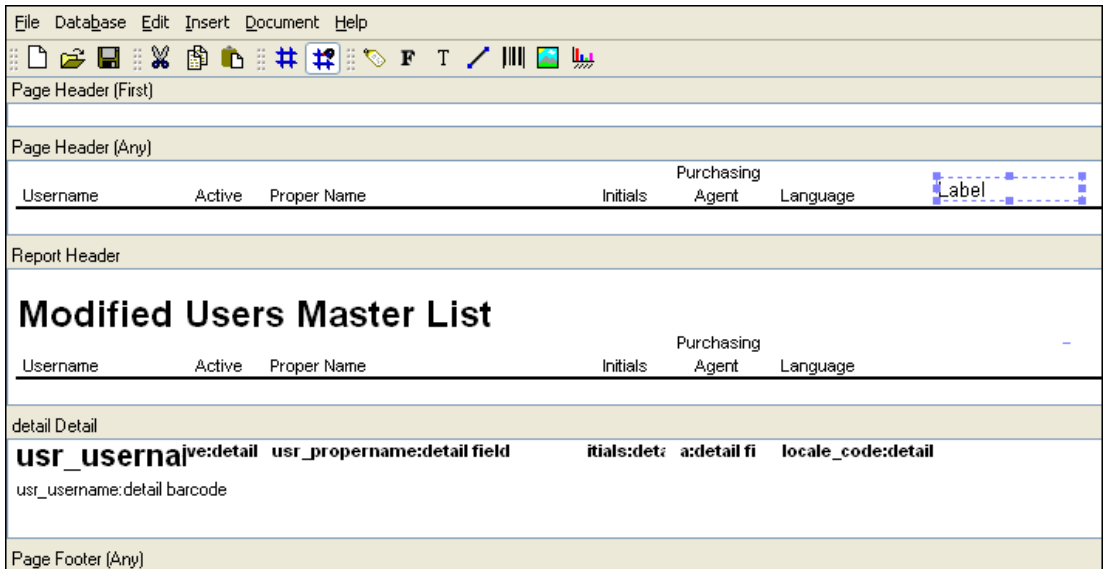 File Database Edit Insert Document Help
F T
Page Header (First)
Page Header (Any)
Purchasing
Username Active Proper Name Initials Agent Language Label
Report Header
Modified Users Master List
Purchasing
Username Active Proper Name Initials Agent Language
detail Detail
usr_usernai ve:detail usr_propername:detail field itials:deta a:detail fi locale_code:detail
usr_username:detail barcode
Page Footer (Any)